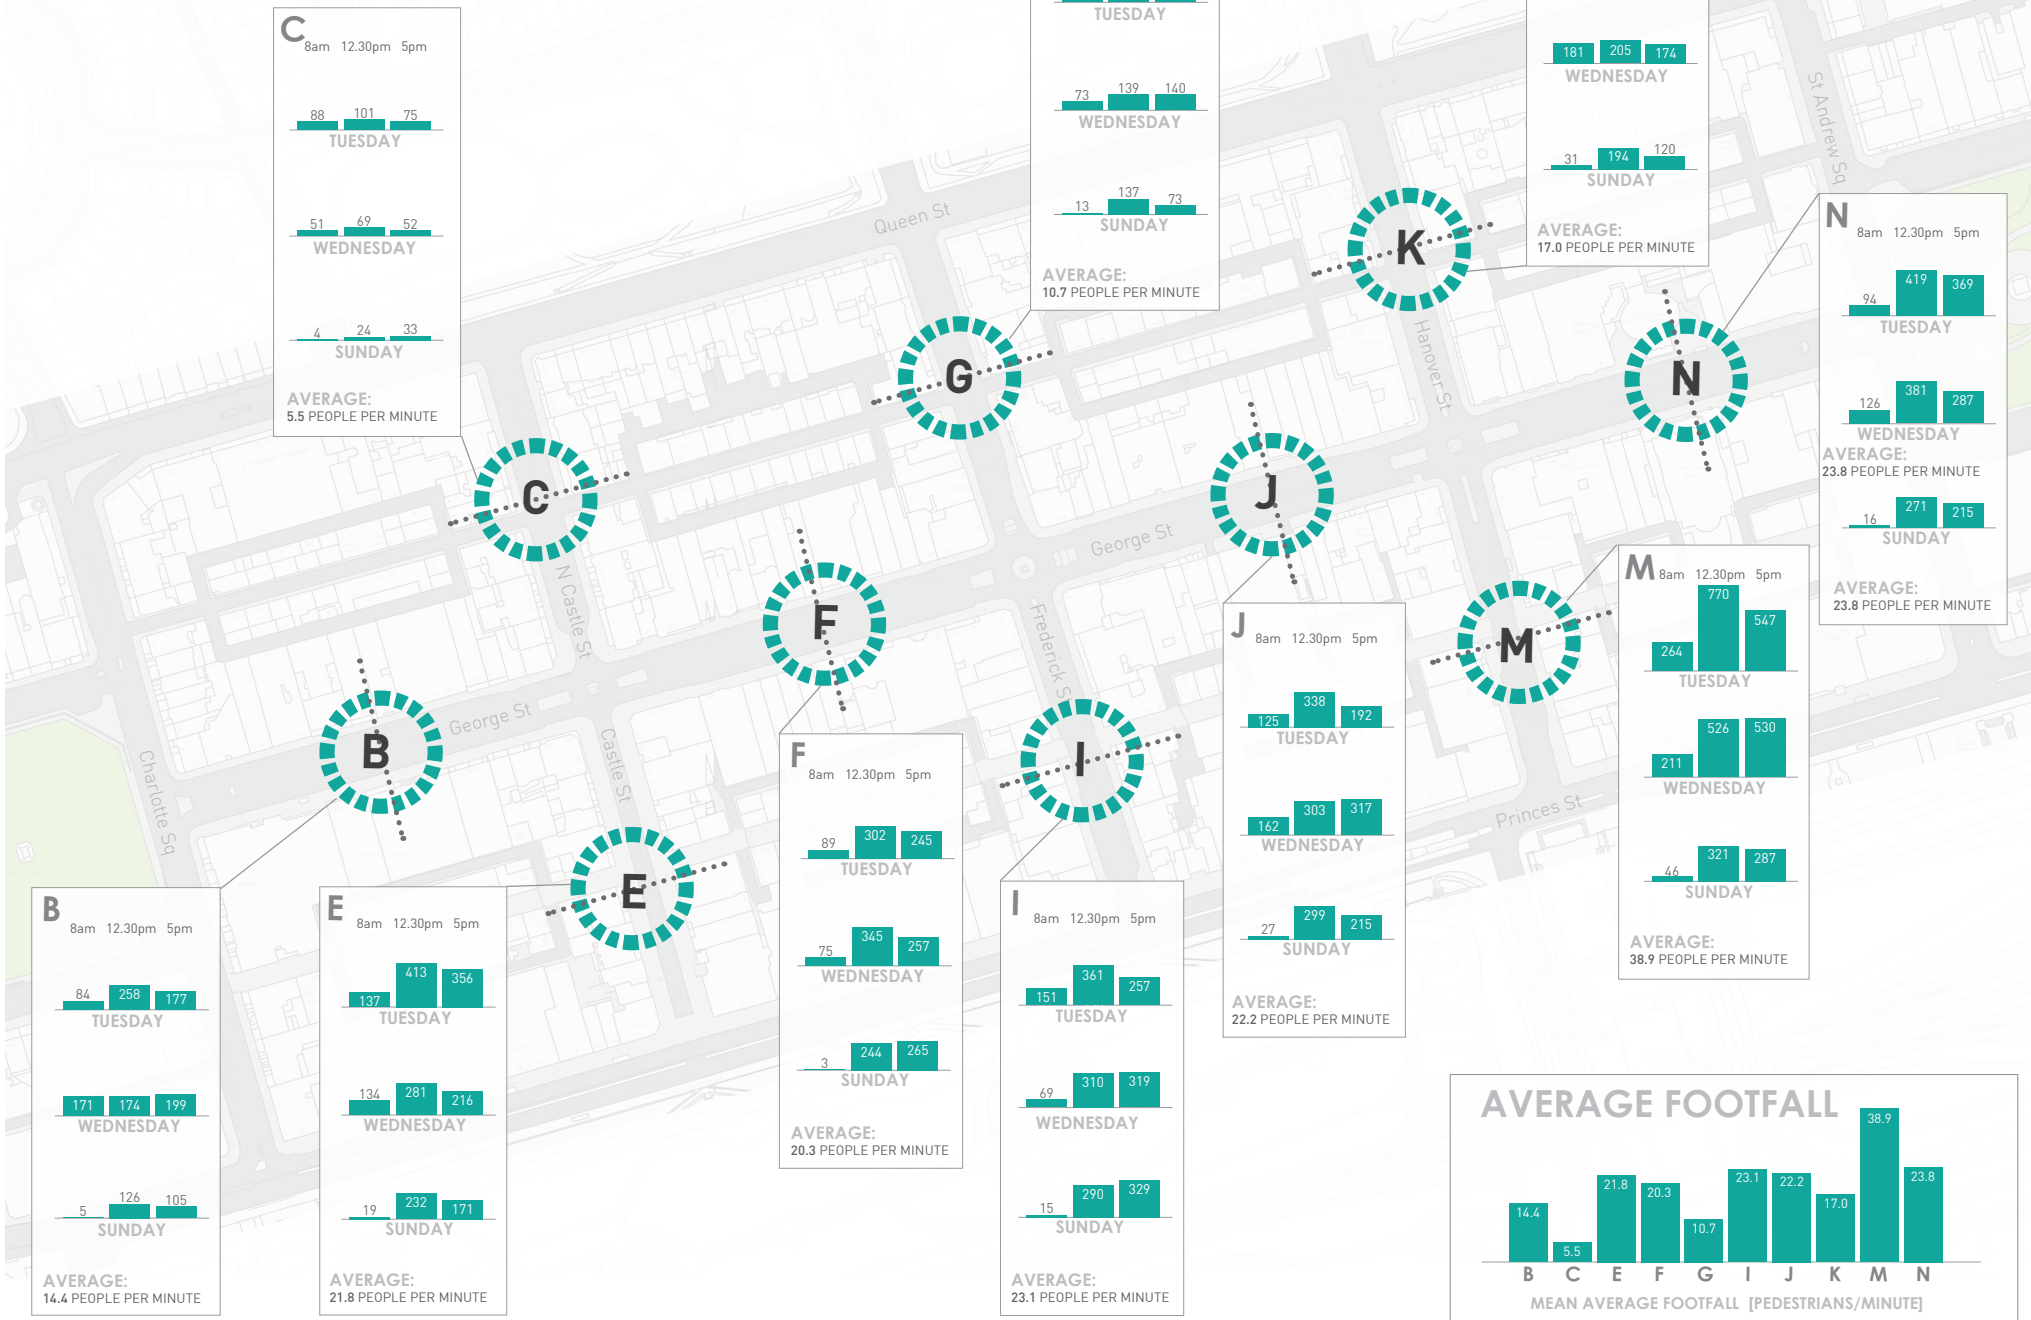 C
8am 12.30pm 5pm
88 101 75
TUESDAY
51 69 52
WEDNESDAY
4 24 33
SUNDAY
AVERAGE:
5.5 PEOPLE PER MINUTE
TUESDAY
73 139 140
WEDNESDAY
13 137 73
SUNDAY
AVERAGE:
10.7 PEOPLE PER MINUTE
181 205 174
WEDNESDAY
31 194 120
SUNDAY
AVERAGE:
17.0 PEOPLE PER MINUTE
N
8am 12.30pm 5pm
94 419 369
TUESDAY
126 381 287
WEDNESDAY
AVERAGE:
23.8 PEOPLE PER MINUTE
16 271 215
SUNDAY
AVERAGE:
23.8 PEOPLE PER MINUTE
Queen St
St Andrew Sq
Hanover St
George St
N Castle St
Frederick St
George St
Castle St
Charlotte Sq
Princes St
K
G
N
C
J
F
M
B
I
E
M
8am 12.30pm 5pm
264 770 547
TUESDAY
211 526 530
WEDNESDAY
46 321 287
SUNDAY
AVERAGE:
38.9 PEOPLE PER MINUTE
J
8am 12.30pm 5pm
125 338 192
TUESDAY
162 303 317
WEDNESDAY
27 299 215
SUNDAY
AVERAGE:
22.2 PEOPLE PER MINUTE
F
8am 12.30pm 5pm
89 302 245
TUESDAY
75 345 257
WEDNESDAY
3 244 265
SUNDAY
AVERAGE:
20.3 PEOPLE PER MINUTE
I
8am 12.30pm 5pm
151 361 257
TUESDAY
69 310 319
WEDNESDAY
15 290 329
SUNDAY
AVERAGE:
23.1 PEOPLE PER MINUTE
B
8am 12.30pm 5pm
84 258 177
TUESDAY
171 174 199
WEDNESDAY
5 126 105
SUNDAY
AVERAGE:
14.4 PEOPLE PER MINUTE
E
8am 12.30pm 5pm
137 413 356
TUESDAY
134 281 216
WEDNESDAY
19 232 171
SUNDAY
AVERAGE:
21.8 PEOPLE PER MINUTE
AVERAGE FOOTFALL
14.4 5.5 21.8 20.3 10.7 23.1 22.2 17.0 38.9 23.8
B C E F G I J K M N
MEAN AVERAGE FOOTFALL [PEDESTRIANS/MINUTE]